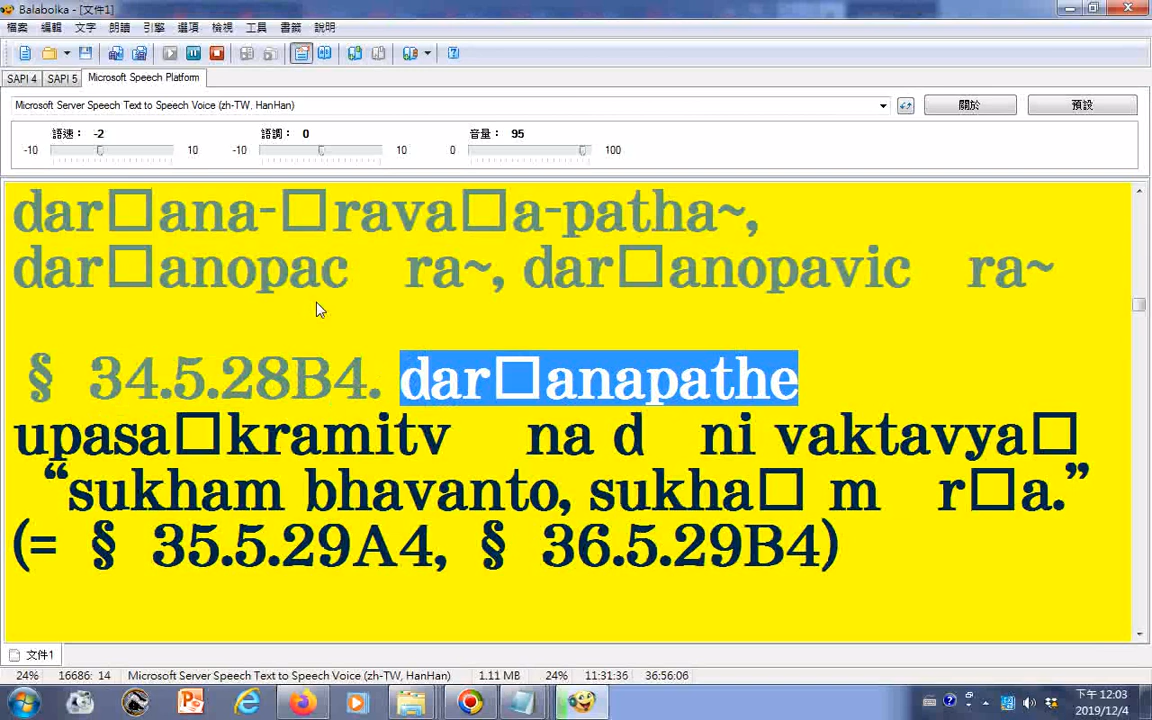 Balabolka - [文件1]
檔案 編輯 文字 朗讀 引擎 選項 檢視 工具 書籤 說明
SAPI 4 SAPI 5 Microsoft Speech Platform
Microsoft Server Speech Text to Speech Voice (zh-TW, HanHan) 關於 預設
語速: -2 語調: 0 音量: 95
-10 10 -10 10 0 100
dar□ana-□rava□a-patha~,
dar□anopac ra~, dar□anopavic ra~
§ 34.5.28B4. dar□anapathe
upasa□kramitv na d ni vaktavya□
“sukham bhavanto, sukha□ m r□a.”
(= § 35.5.29A4, § 36.5.29B4)
文件1
24% 16686: 14 Microsoft Server Speech Text to Speech Voice (zh-TW, HanHan) 1.11 MB 24% 11:31:36 36:56:06
下午 12:03
2019/12/4